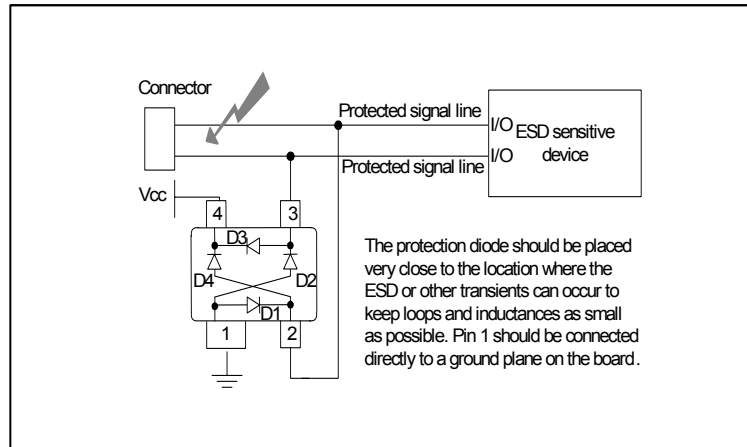 Connector
Protected signal line
I/O
ESD sensitive
device
Protected signal line
I/O
Vcc
4
3
D3
D4
D2
D1
1
2
The protection diode should be placed
very close to the location where the
ESD or other transients can occur to
keep loops and inductances as small
as possible. Pin 1 should be connected
directly to a ground plane on the board.